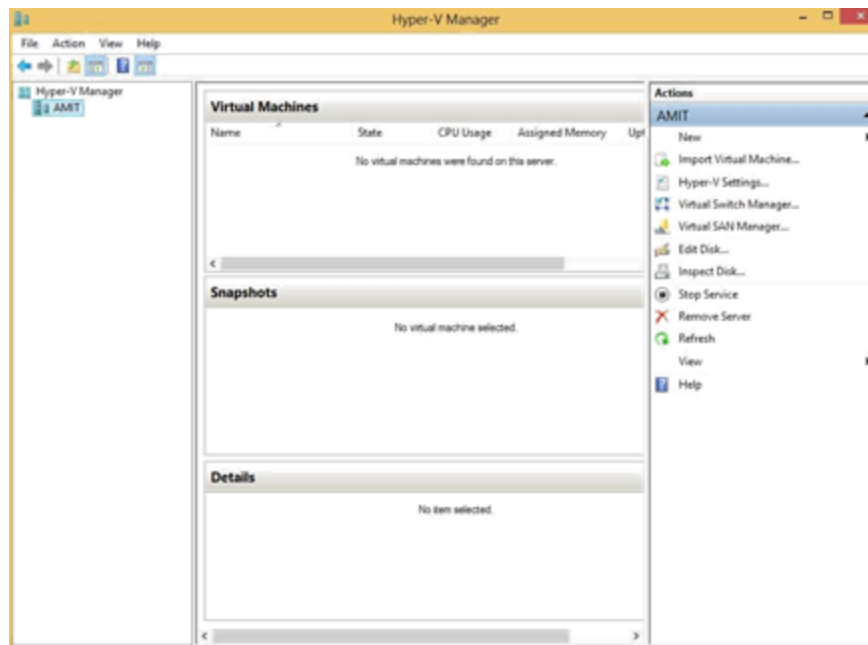 Hyper-V Manager
File Action View Help
Hyper-V Manager
AMIT
Virtual Machines
Name State CPU Usage Assigned Memory Upt
No virtual machines were found on this server.
Snapshots
No virtual machine selected.
Details
No item selected.
Actions
AMIT
New
Import Virtual Machine...
Hyper-V Settings...
Virtual Switch Manager...
Virtual SAN Manager...
Edit Disk...
Inspect Disk...
Stop Service
Remove Server
Refresh
View
Help